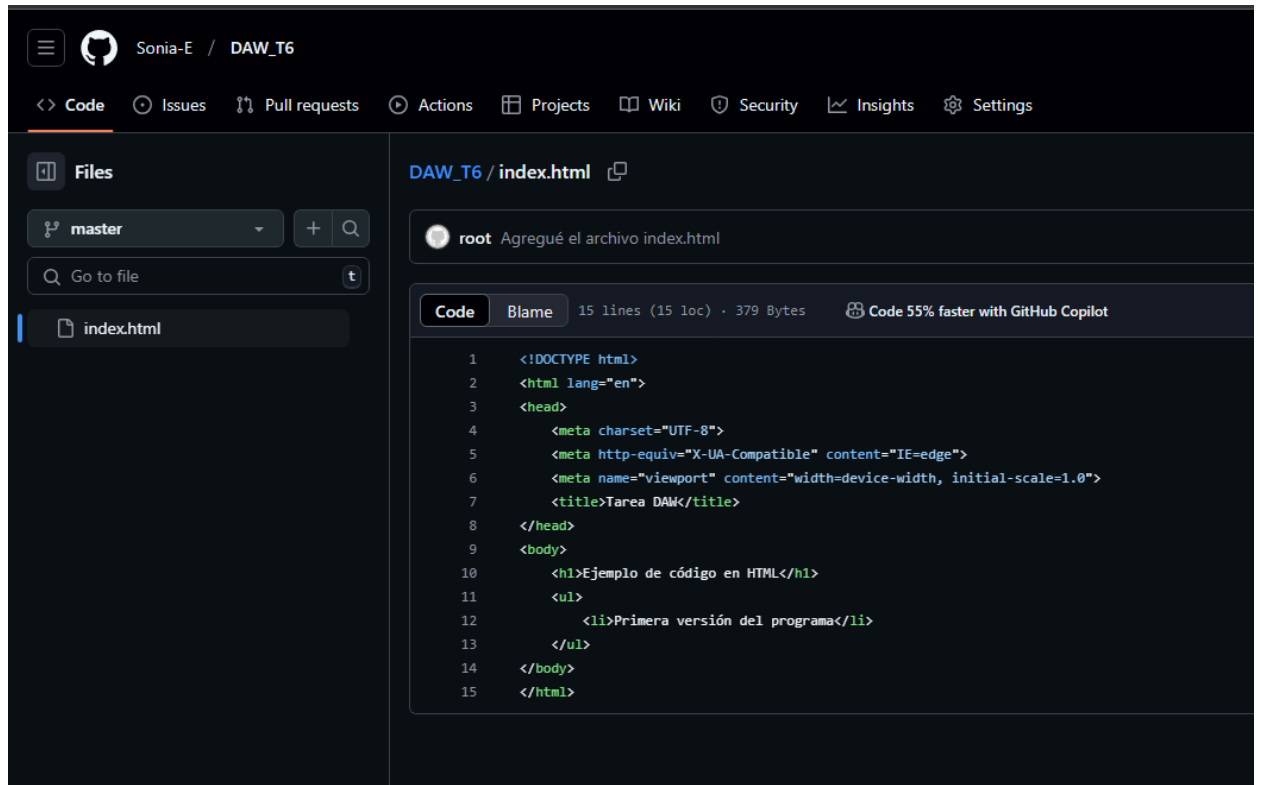 Sonia-E / DAW_T6
Code Issues Pull requests Actions Projects Wiki Security Insights Settings
Files
master
Go to file t
index.html
DAW_T6 / index.html
root Agregué el archivo index.html
Code Blame 15 lines (15 loc) · 379 Bytes Code 55% faster with GitHub Copilot
1 <!DOCTYPE html>
2 <html lang="en">
3 <head>
4 <meta charset="UTF-8">
5 <meta http-equiv="X-UA-Compatible" content="IE=edge">
6 <meta name="viewport" content="width=device-width, initial-scale=1.0">
7 <title>Tarea DAW</title>
8 </head>
9 <body>
10 <h1>Ejemplo de código en HTML</h1>
11 <ul>
12 <li>Primera versión del programa</li>
13 </ul>
14 </body>
15 </html>